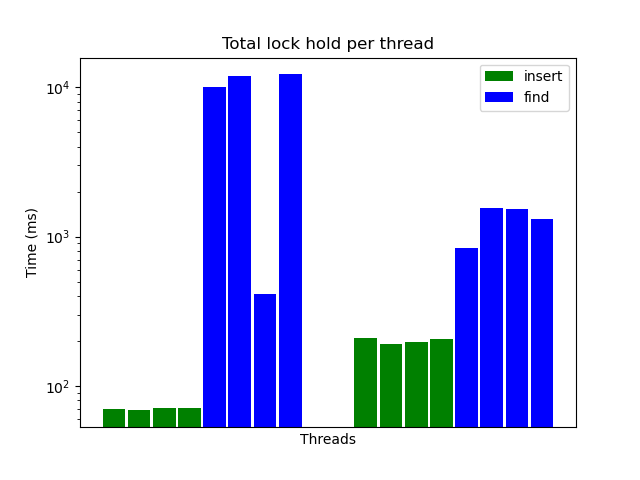 Total lock hold per thread
insert
find
10⁴
10³
10²
Time (ms)
Threads